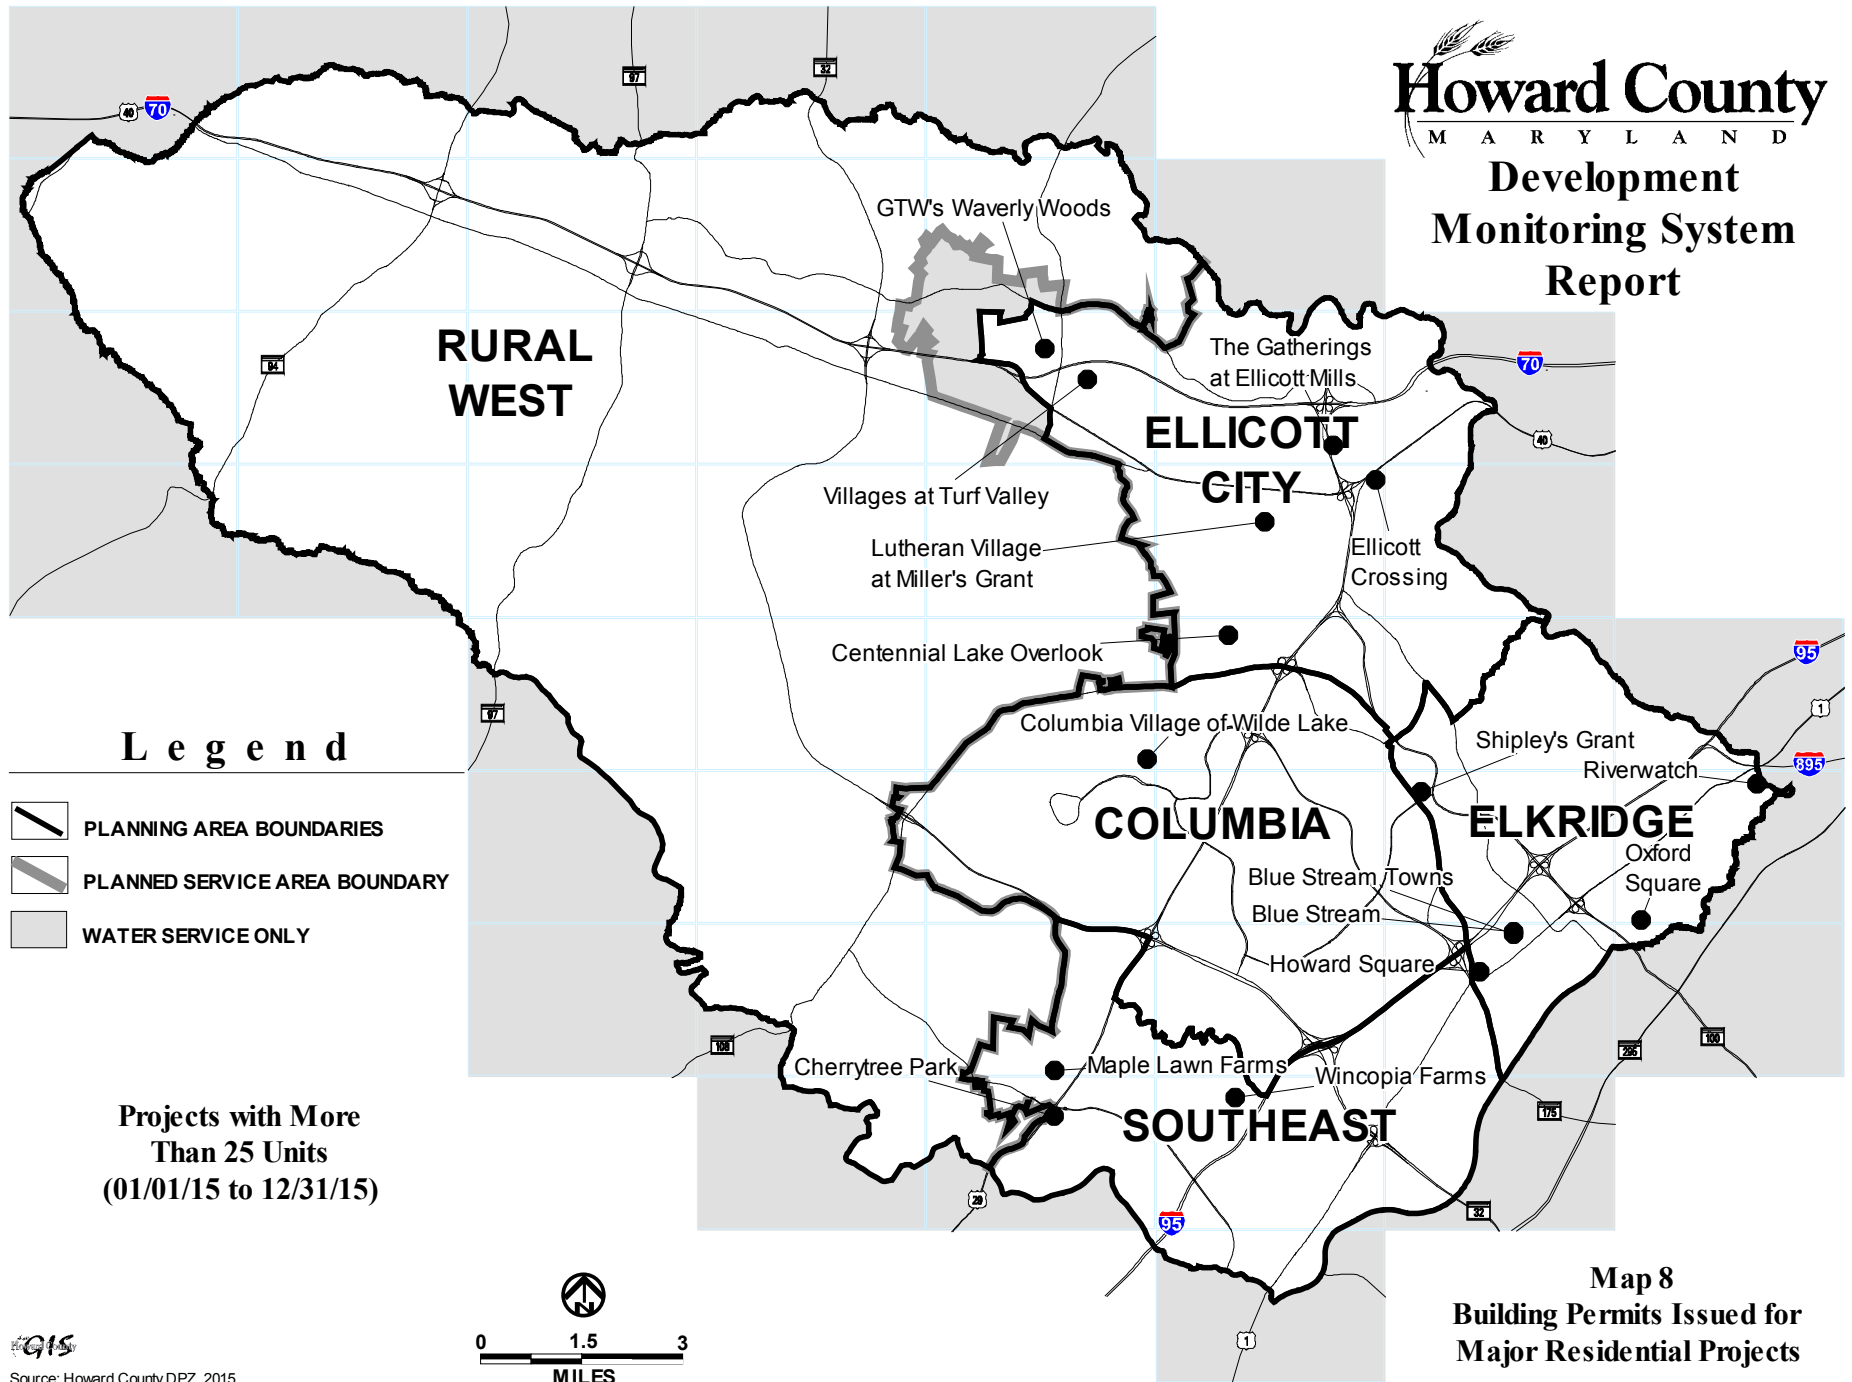 Howard County
MARYLAND
Development
Monitoring System
Report
97
32
40
70
GTW's Waverly Woods
RURAL
WEST
94
The Gatherings
at Ellicott Mills
70
40
ELLICOTT
CITY
Villages at Turf Valley
Lutheran Village
at Miller's Grant
Ellicott
Crossing
Centennial Lake Overlook
95
1
97
Columbia Village of Wilde Lake
Shipley's Grant
Riverwatch
895
Legend
PLANNING AREA BOUNDARIES
PLANNED SERVICE AREA BOUNDARY
WATER SERVICE ONLY
COLUMBIA
ELKRIDGE
Oxford
Square
Blue Stream Towns
Blue Stream
Howard Square
108
295
100
Cherrytree Park
Maple Lawn Farms
Wincopia Farms
175
SOUTHEAST
Projects with More
Than 25 Units
(01/01/15 to 12/31/15)
29
95
32
1
N
0 1.5 3
MILES
Map 8
Building Permits Issued for
Major Residential Projects
Howard County
GIS
Source: Howard County DPZ, 2015